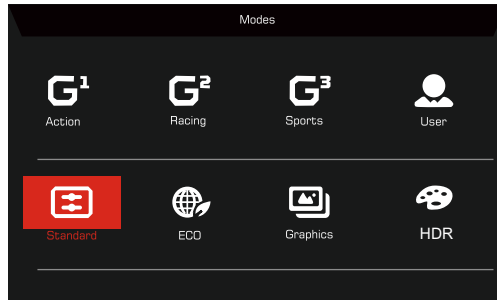 Modes
G¹ G² G³
Action Racing Sports User
Standard ECO Graphics HDR